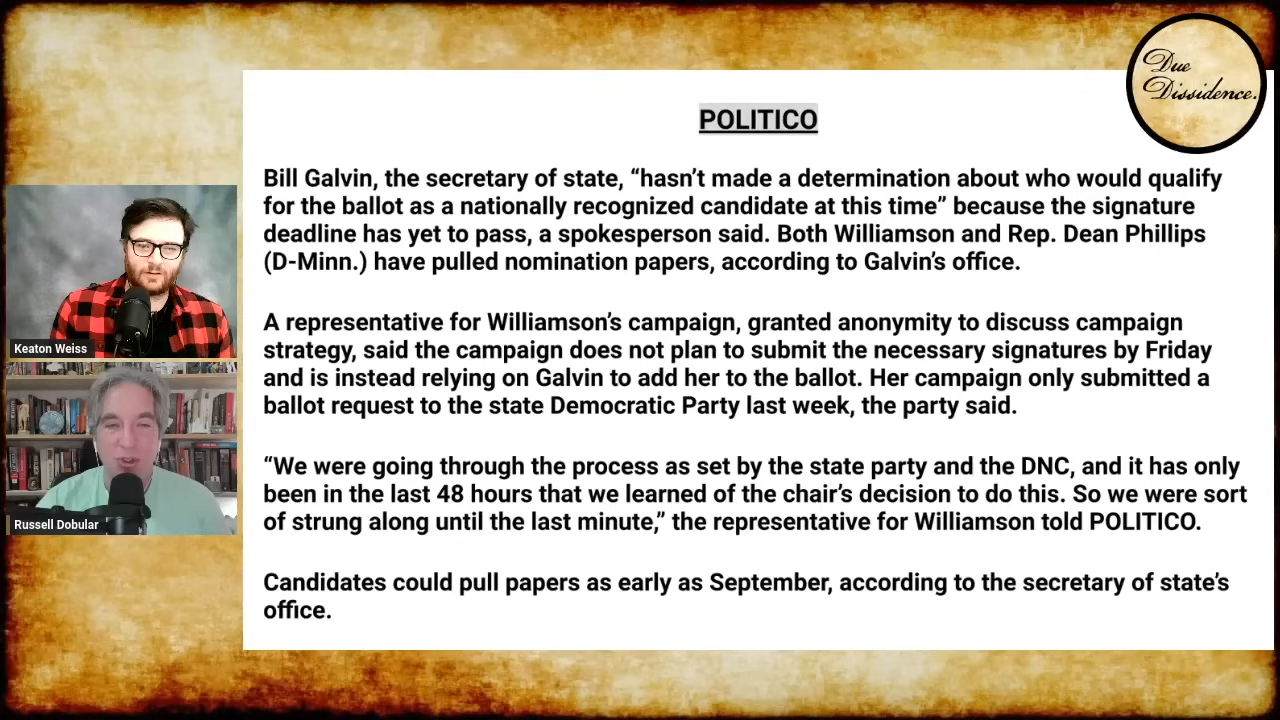 Due
Dissidence.
POLITICO
Bill Galvin, the secretary of state, “hasn’t made a determination about who would qualify
for the ballot as a nationally recognized candidate at this time” because the signature
deadline has yet to pass, a spokesperson said. Both Williamson and Rep. Dean Phillips
(D-Minn.) have pulled nomination papers, according to Galvin’s office.
A representative for Williamson’s campaign, granted anonymity to discuss campaign
strategy, said the campaign does not plan to submit the necessary signatures by Friday
and is instead relying on Galvin to add her to the ballot. Her campaign only submitted a
ballot request to the state Democratic Party last week, the party said.
“We were going through the process as set by the state party and the DNC, and it has only
been in the last 48 hours that we learned of the chair’s decision to do this. So we were sort
of strung along until the last minute,” the representative for Williamson told POLITICO.
Candidates could pull papers as early as September, according to the secretary of state’s
office.
Keaton Weiss
Russell Dobular